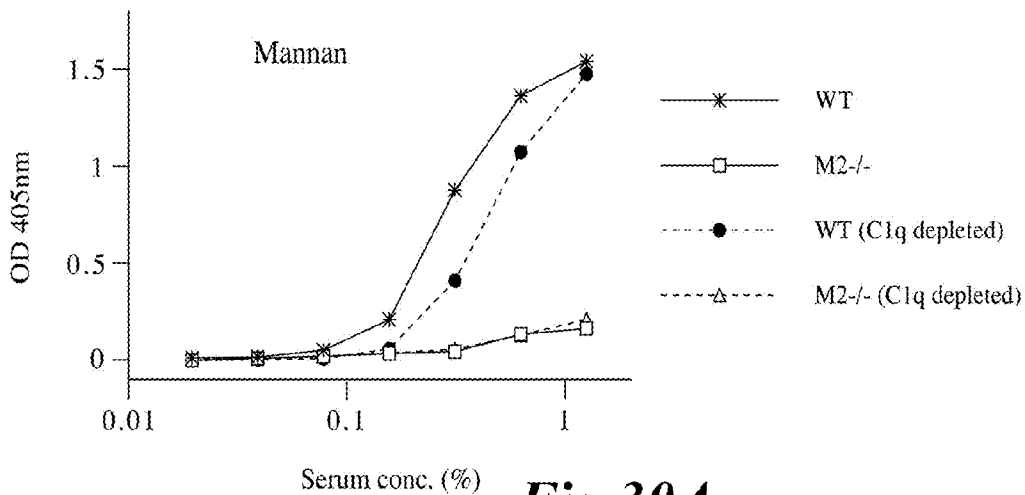 Mannan
1.5
1
0.5
0
OD 405nm
0.01 0.1 1
Serum conc. (%)
WT
M2-/-
WT (C1q depleted)
M2-/- (C1q depleted)